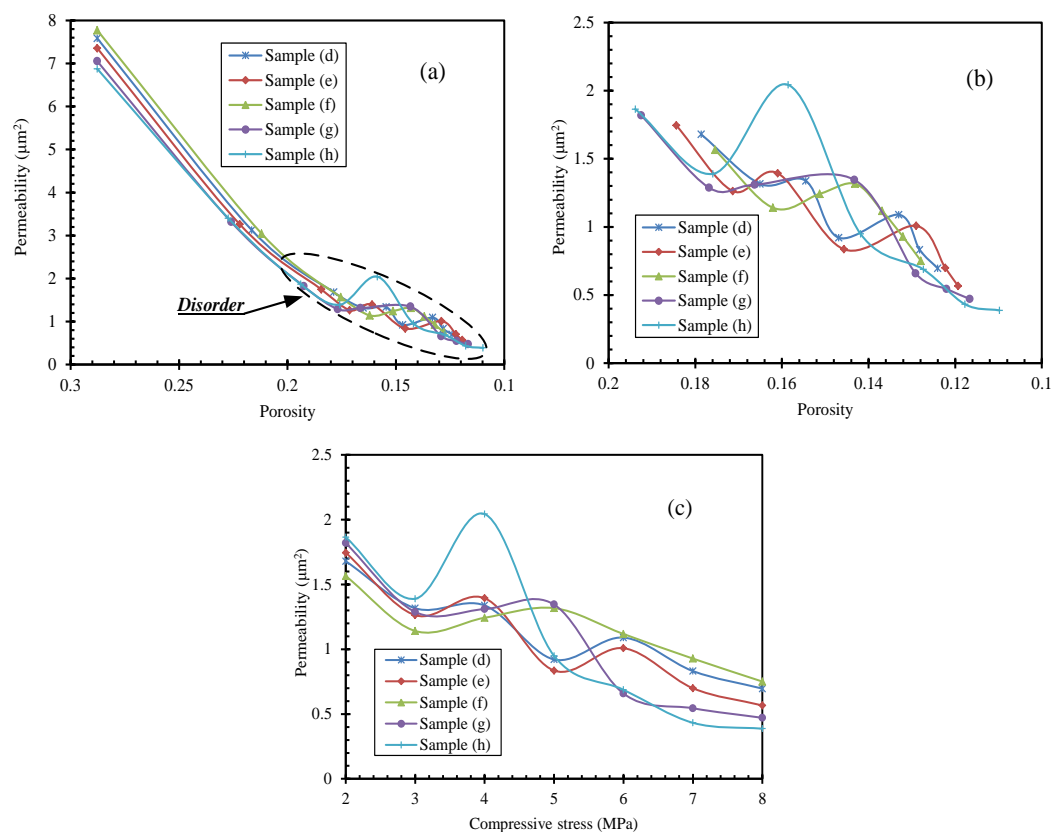 8
7
6
5
4
3
2
1
0
Permeability (µm²)
Sample (d)
Sample (e)
Sample (f)
Sample (g)
Sample (h)
(a)
Disorder
0.3
0.25
0.2
0.15
0.1
Porosity
2.5
2
1.5
1
0.5
0
Permeability (µm²)
(b)
Sample (d)
Sample (e)
Sample (f)
Sample (g)
Sample (h)
0.2
0.18
0.16
0.14
0.12
0.1
Porosity
2.5
2
1.5
1
0.5
0
Permeability (µm²)
(c)
Sample (d)
Sample (e)
Sample (f)
Sample (g)
Sample (h)
2
3
4
5
6
7
8
Compressive stress (MPa)